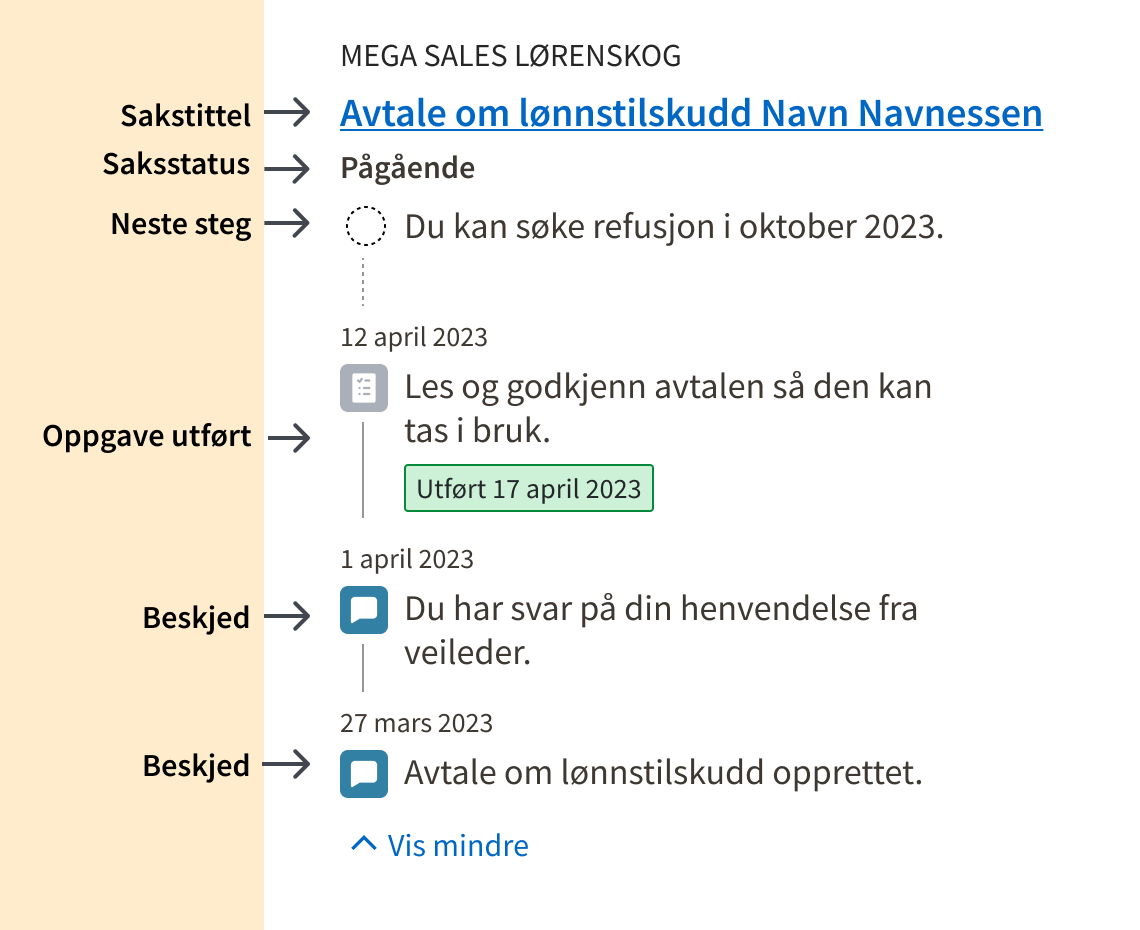 MEGA SALES LØRENSKOG
Sakstittel
Avtale om lønnstilskudd Navn Navnessen
Saksstatus
Pågående
Neste steg
Du kan søke refusjon i oktober 2023.
12 april 2023
Les og godkjenn avtalen så den kan
tas i bruk.
Oppgave utført
Utført 17 april 2023
1 april 2023
Beskjed
Du har svar på din henvendelse fra
veileder.
27 mars 2023
Beskjed
Avtale om lønnstilskudd opprettet.
Vis mindre